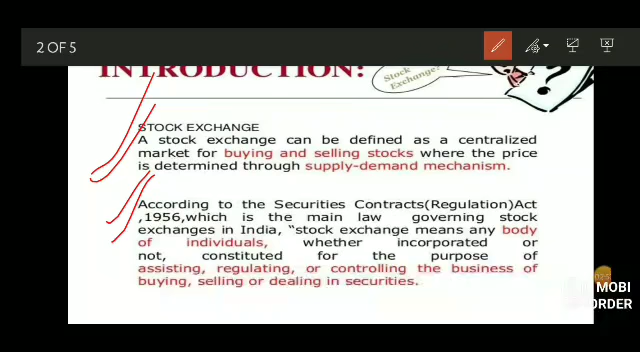 2 OF 5
INTRODUCTION:
Stock
Exchange?
STOCK EXCHANGE
A stock exchange can be defined as a centralized
market for buying and selling stocks where the price
is determined through supply-demand mechanism.
According to the Securities Contracts(Regulation)Act
,1956,which is the main law governing stock
exchanges in India, “stock exchange means any body
of individuals, whether incorporated or
not, constituted for the purpose of
assisting, regulating, or controlling the business of
buying, selling or dealing in securities.
MOBI
ORDER